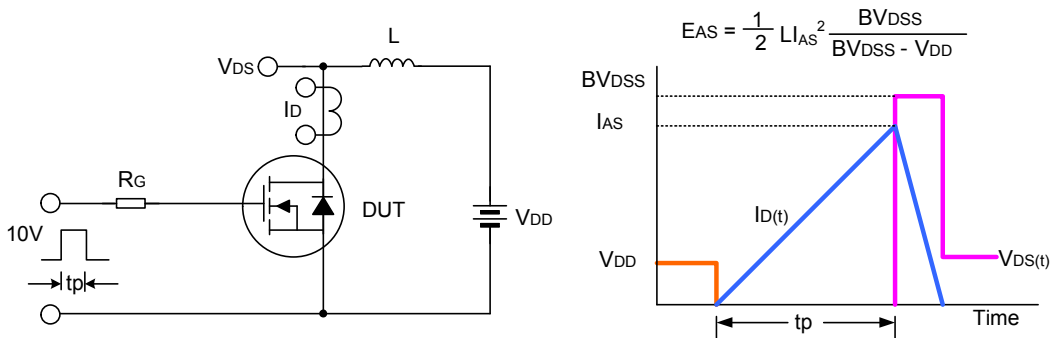 L
VDS
ID
RG
DUT
VDD
10V
tp
EAS = 1/2 LIAS² BVDSS/BVDSS - VDD
BVDSS
IAS
ID(t)
VDD
VDS(t)
tp
Time